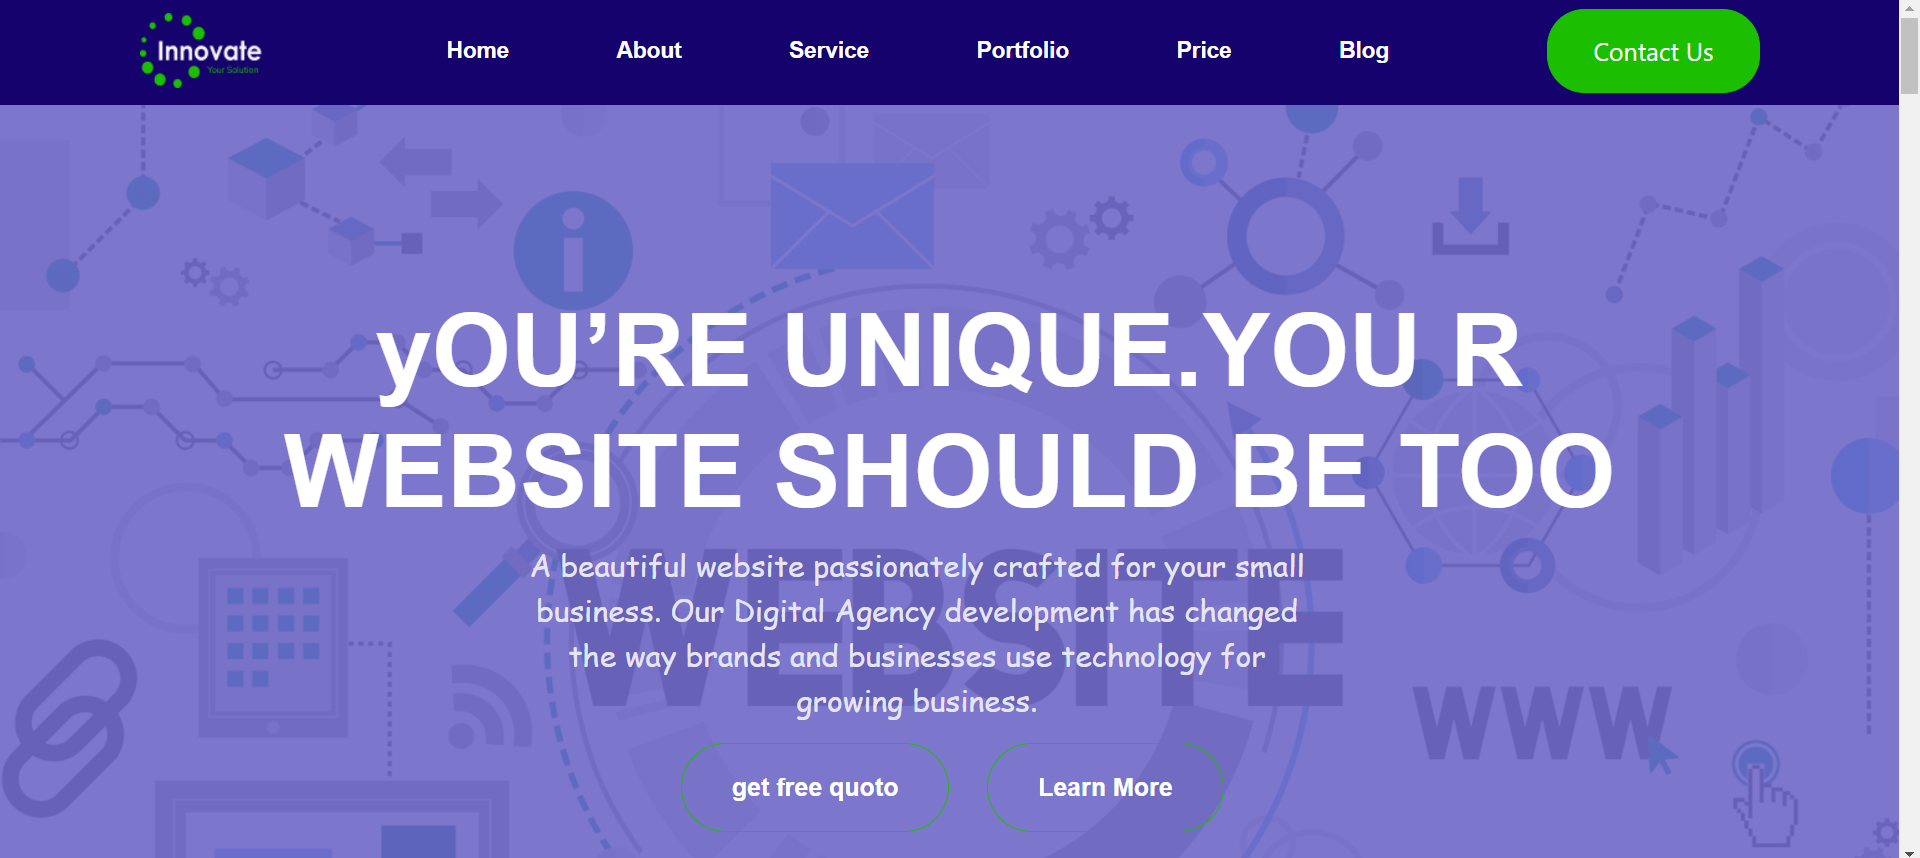 Innovate
Your Solution
Home About Service Portfolio Price Blog Contact Us
yOU’RE UNIQUE.YOU R
WEBSITE SHOULD BE TOO
WEBSITE
A beautiful website passionately crafted for your small
business. Our Digital Agency development has changed
the way brands and businesses use technology for
growing business.
WWW
get free quoto Learn More